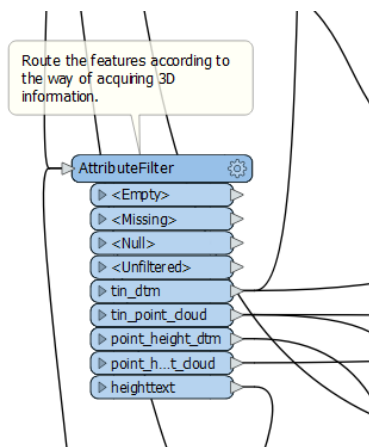 Route the features according to
the way of acquiring 3D
information.
AttributeFilter
<Empty>
<Missing>
<Null>
<Unfiltered>
tin_dtm
tin_point_cloud
point_height_dtm
point_h...t_cloud
heighttext